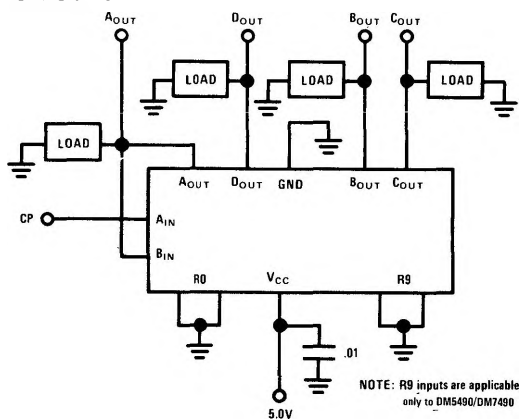 AOUT DOUT BOUT COUT
LOAD LOAD LOAD
LOAD
AOUT DOUT GND BOUT COUT
CP AIN
BIN
R0 VCC R9
.01
NOTE: R9 inputs are applicable
only to DM5490/DM7490
5.0V